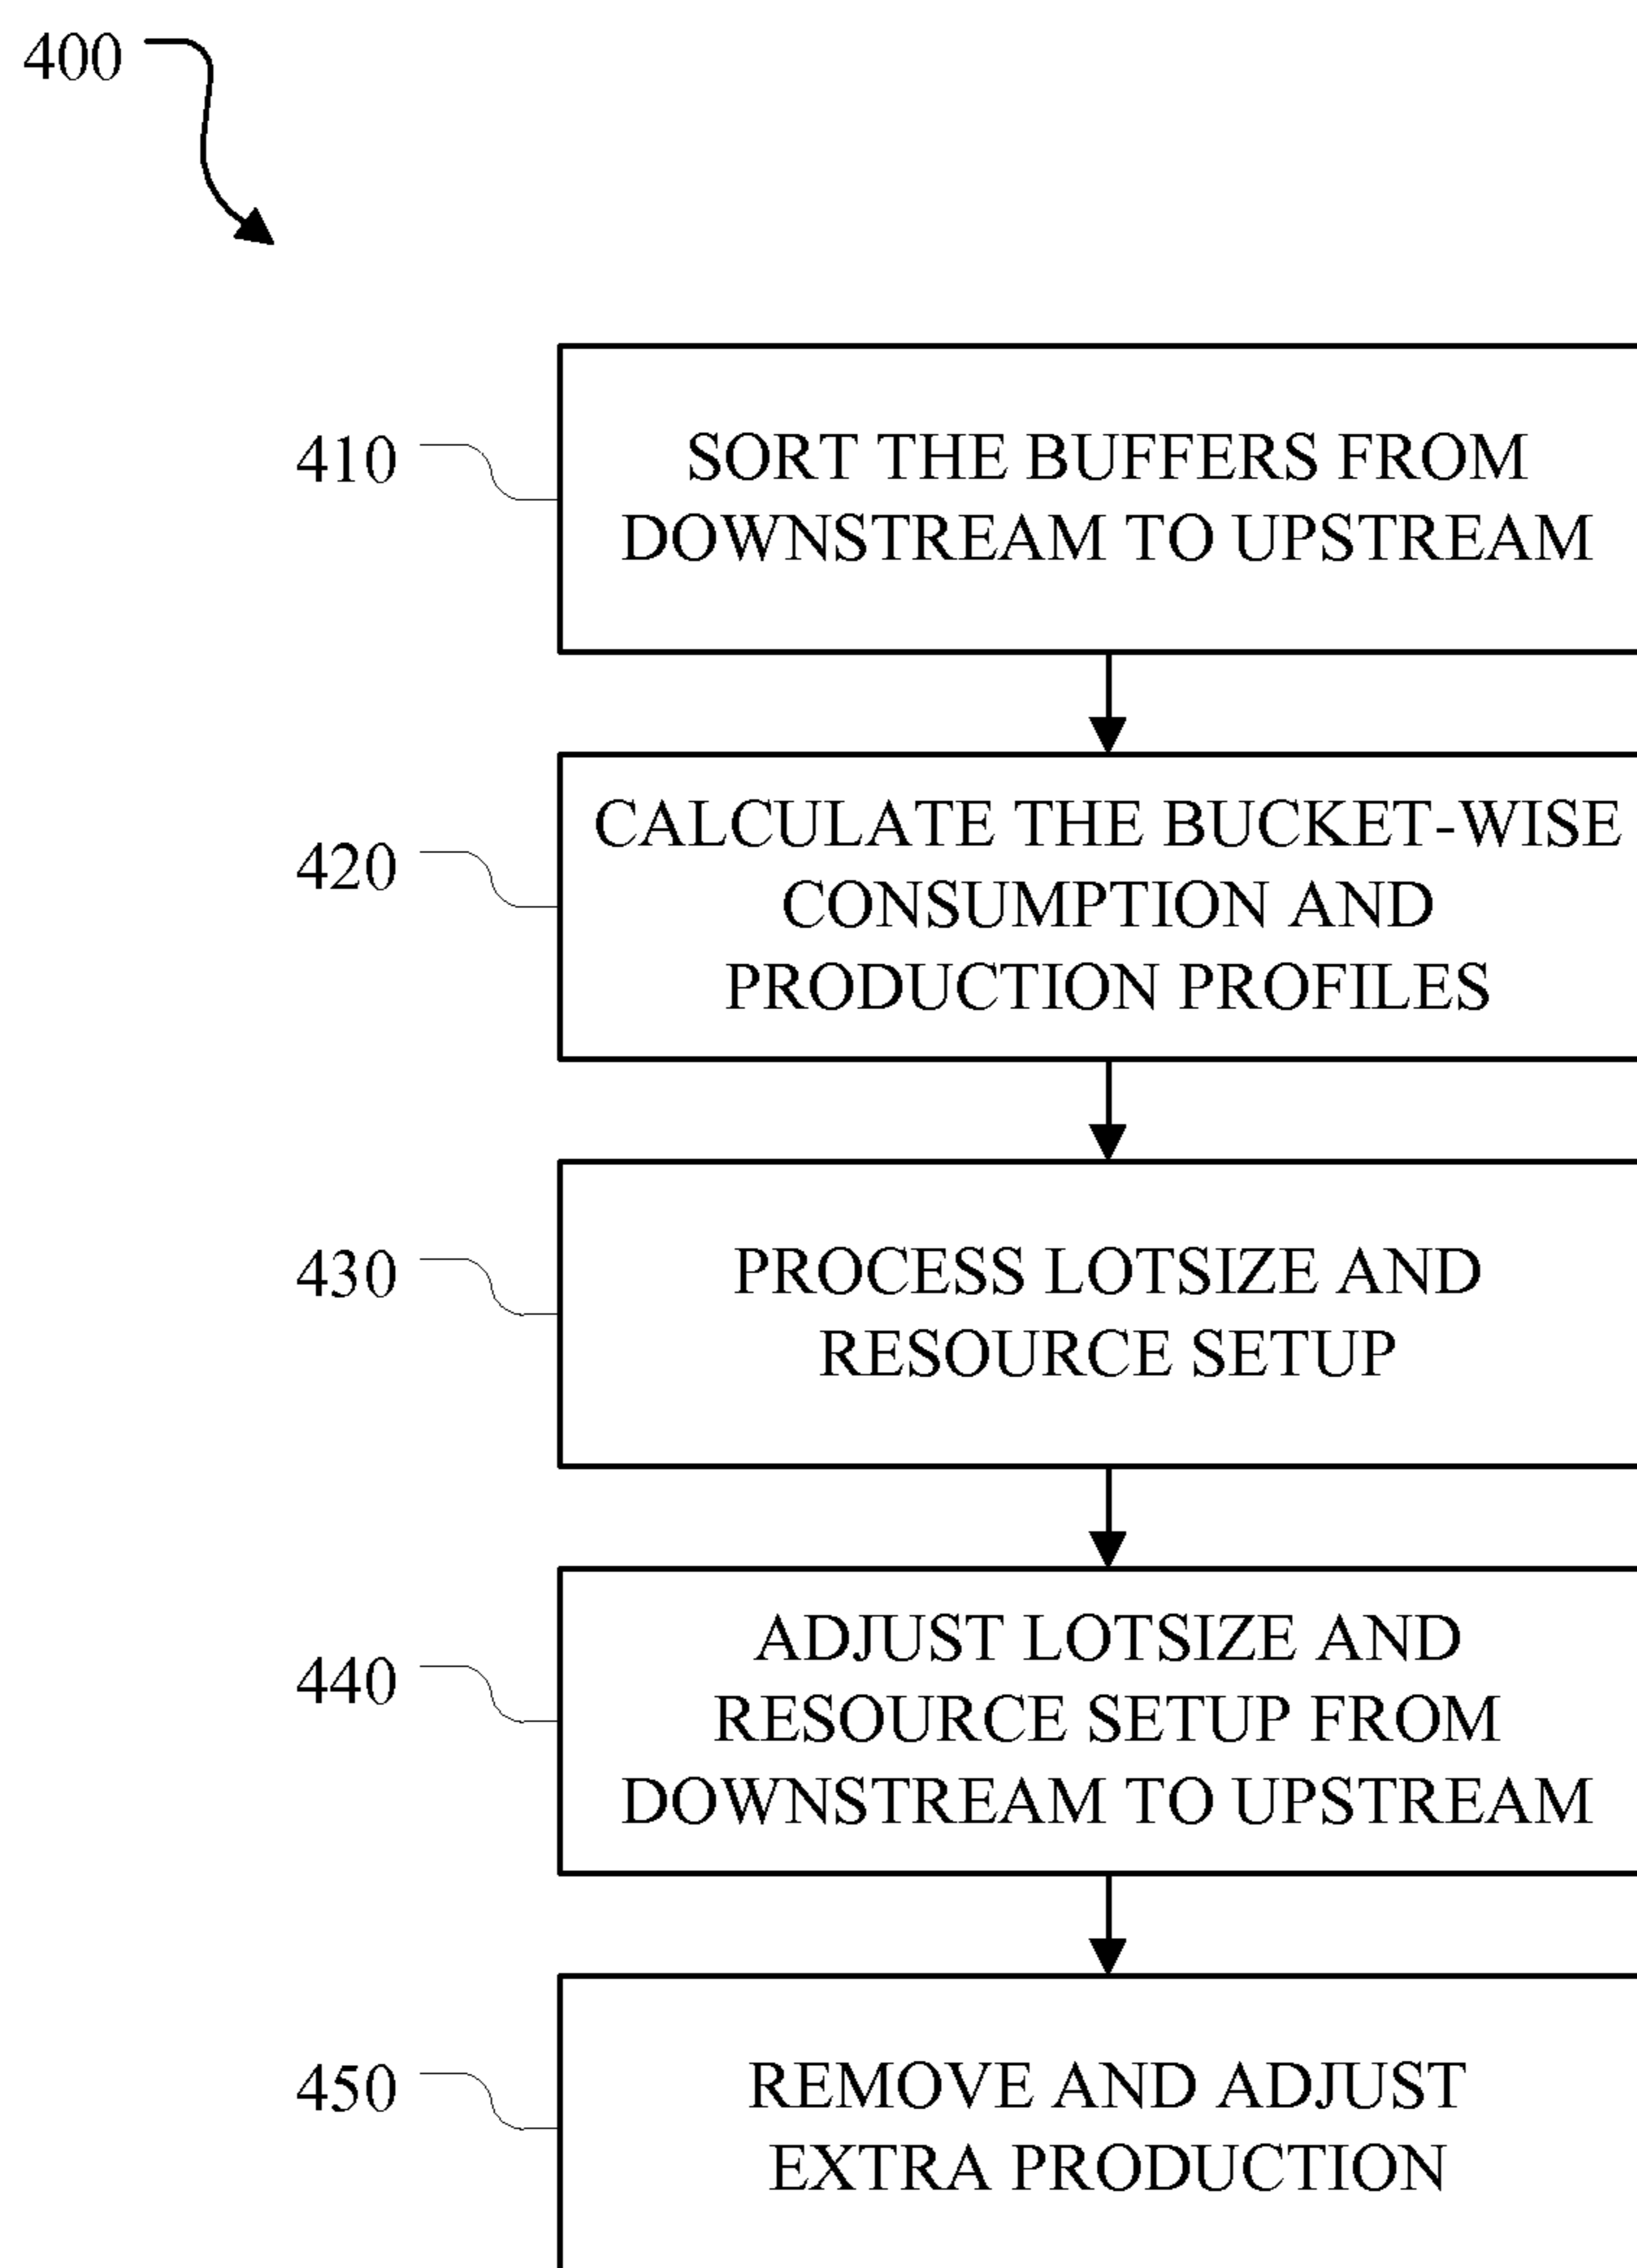 400
410
SORT THE BUFFERS FROM
DOWNSTREAM TO UPSTREAM
420
CALCULATE THE BUCKET-WISE
CONSUMPTION AND
PRODUCTION PROFILES
430
PROCESS LOTSIZE AND
RESOURCE SETUP
440
ADJUST LOTSIZE AND
RESOURCE SETUP FROM
DOWNSTREAM TO UPSTREAM
450
REMOVE AND ADJUST
EXTRA PRODUCTION